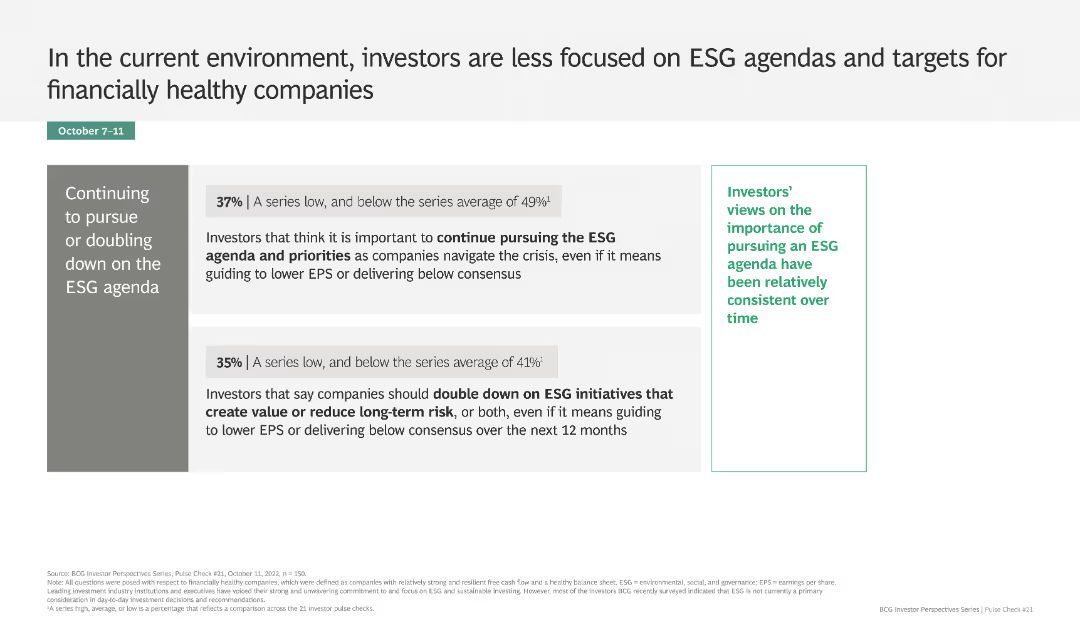 In the current environment, investors are less focused on ESG agendas and targets for
financially healthy companies
October 7–11
Continuing
to pursue
or doubling
down on the
ESG agenda
37% | A series low, and below the series average of 49%¹
Investors that think it is important to continue pursuing the ESG
agenda and priorities as companies navigate the crisis, even if it means
guiding to lower EPS or delivering below consensus
35% | A series low, and below the series average of 41%¹
Investors that say companies should double down on ESG initiatives that
create value or reduce long-term risk, or both, even if it means guiding
to lower EPS or delivering below consensus over the next 12 months
Investors’
views on the
importance of
pursuing an ESG
agenda have
been relatively
consistent over
time
Source: BCG Investor Perspectives Series, Pulse Check #21, October 11, 2022, n = 150.
Note: All questions were posed with respect to financially healthy companies, which were defined as companies with relatively strong and resilient free cash flow and a healthy balance sheet. ESG = environmental, social, and governance; EPS = earnings per share.
Leading investment industry institutions and executives have voiced their strong and unwavering commitment to and focus on ESG and sustainable investing. However, most of the investors BCG recently surveyed indicated that ESG is not currently a primary
consideration in day-to-day investment decisions and recommendations.
¹A series high, average, or low is a percentage that reflects a comparison across the 21 investor pulse checks.
BCG Investor Perspectives Series | Pulse Check #21